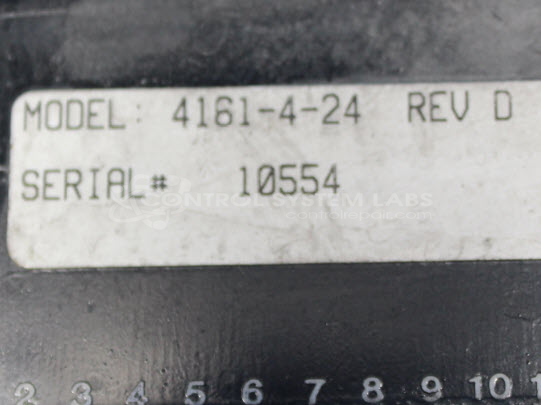 MODEL: 4161-4-24 REV D
SERIAL# 10554
CONTROL SYSTEM LABS
2 3 4 5 6 7 8 9 10 1